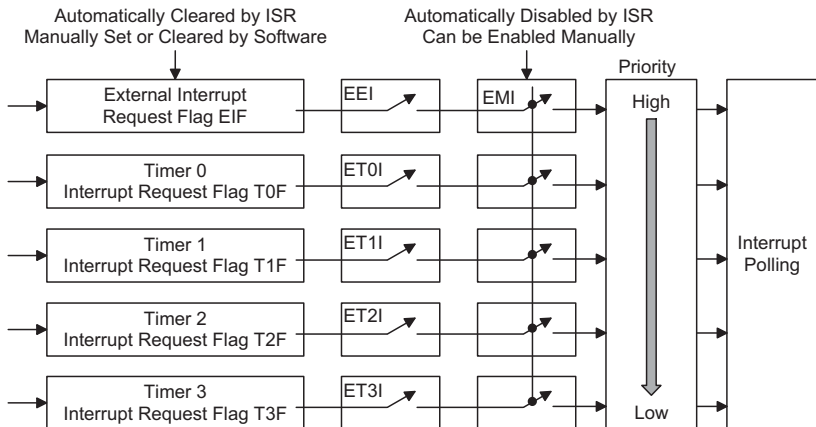 Automatically Cleared by ISR
Manually Set or Cleared by Software
Automatically Disabled by ISR
Can be Enabled Manually
Priority
External Interrupt
Request Flag EIF
EEI
EMI
High
Timer 0
Interrupt Request Flag T0F
ET0I
Timer 1
Interrupt Request Flag T1F
ET1I
Interrupt
Polling
Timer 2
Interrupt Request Flag T2F
ET2I
Timer 3
Interrupt Request Flag T3F
ET3I
Low